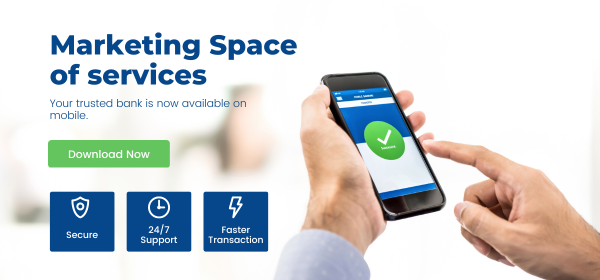 Marketing Space
of services
Your trusted bank is now available on
mobile.
Download Now
Secure
24/7
Support
Faster
Transaction